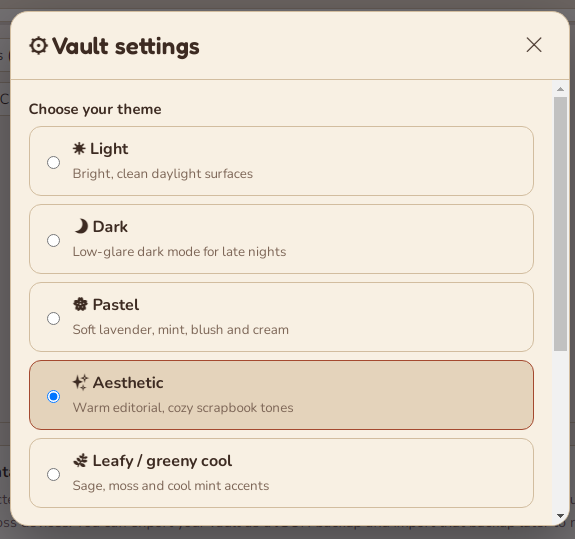 Vault settings
Choose your theme
Light
Bright, clean daylight surfaces
Dark
Low-glare dark mode for late nights
Pastel
Soft lavender, mint, blush and cream
Aesthetic
Warm editorial, cozy scrapbook tones
Leafy / greeny cool
Sage, moss and cool mint accents